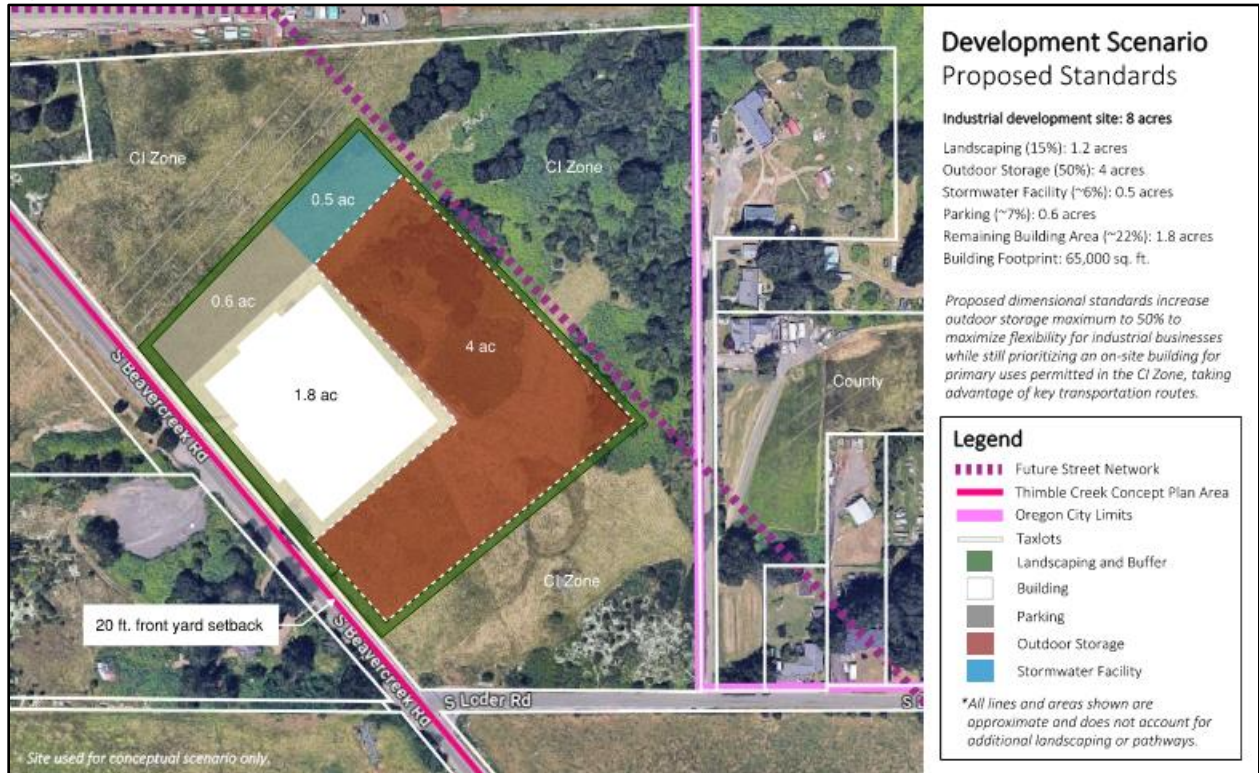 Development Scenario
Proposed Standards
Industrial development site: 8 acres
Landscaping (15%): 1.2 acres
Outdoor Storage (50%): 4 acres
Stormwater Facility (~6%): 0.5 acres
Parking (~7%): 0.6 acres
Remaining Building Area (~22%): 1.8 acres
Building Footprint: 65,000 sq. ft.
Proposed dimensional standards increase
outdoor storage maximum to 50% to
maximize flexibility for industrial businesses
while still prioritizing an on-site building for
primary uses permitted in the CI Zone, taking
advantage of key transportation routes.
Legend
Future Street Network
Thimble Creek Concept Plan Area
Oregon City Limits
Taxlots
Landscaping and Buffer
Building
Parking
Outdoor Storage
Stormwater Facility
*All lines and areas shown are
approximate and does not account for
additional landscaping or pathways.
CI Zone
CI Zone
0.5 ac
0.6 ac
4 ac
1.8 ac
County
S Beavercreek Rd
CI Zone
20 ft. front yard setback
S Beavercreek Rd
S Loder Rd
Site used for conceptual scenario only.